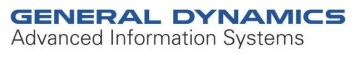 GENERAL DYNAMICS
Advanced Information Systems